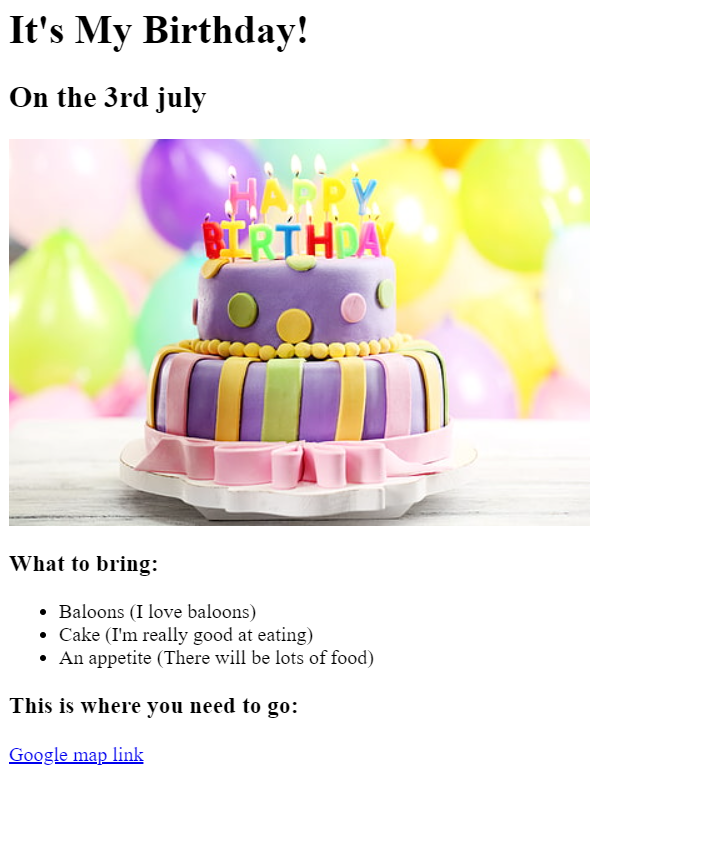 It's My Birthday!
On the 3rd july
HAPPY
BIRTHDAY
What to bring:
Baloons (I love baloons)
Cake (I'm really good at eating)
An appetite (There will be lots of food)
This is where you need to go:
Google map link